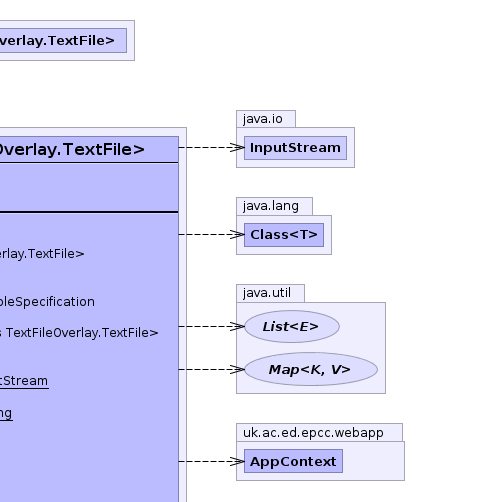 verlay.TextFile>
java.io
InputStream
Overlay.TextFile>
java.lang
Class<T>
rlay.TextFile>
java.util
List<E>
bleSpecification
s TextFileOverlay.TextFile>
Map<K, V>
tStream
ng
uk.ac.ed.epcc.webapp
AppContext